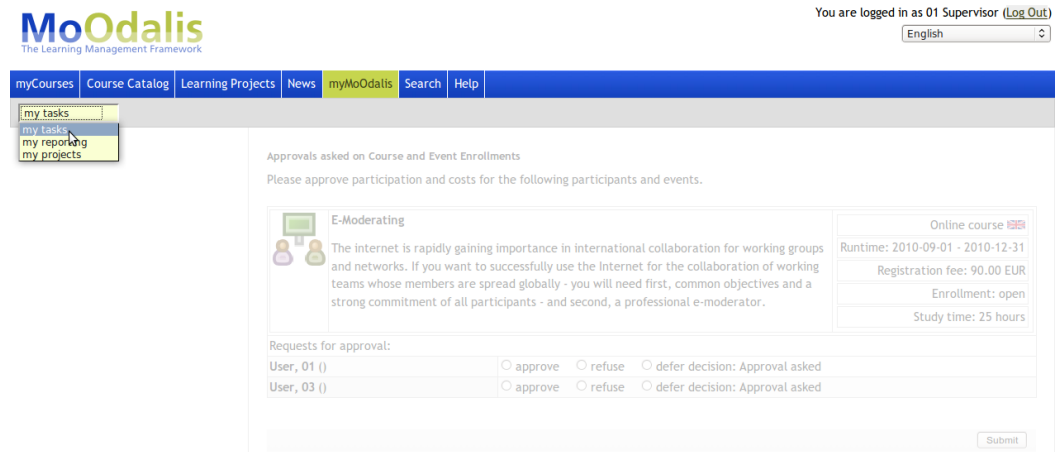 You are logged in as 01 Supervisor (Log Out)
MoOdalis
The Learning Management Framework
English
myCourses Course Catalog Learning Projects News myMoOdalis Search Help
my tasks
my tasks
my reporting
my projects
Approvals asked on Course and Event Enrollments
Please approve participation and costs for the following participants and events.
E-Moderating
The internet is rapidly gaining importance in international collaboration for working groups
and networks. If you want to successfully use the Internet for the collaboration of working
teams whose members are spread globally - you will need first, common objectives and a
strong commitment of all participants - and second, a professional e-moderator.
Online course
Runtime: 2010-09-01 - 2010-12-31
Registration fee: 90.00 EUR
Enrollment: open
Study time: 25 hours
Requests for approval:
User, 01 () approve refuse defer decision: Approval asked
User, 03 () approve refuse defer decision: Approval asked
Submit